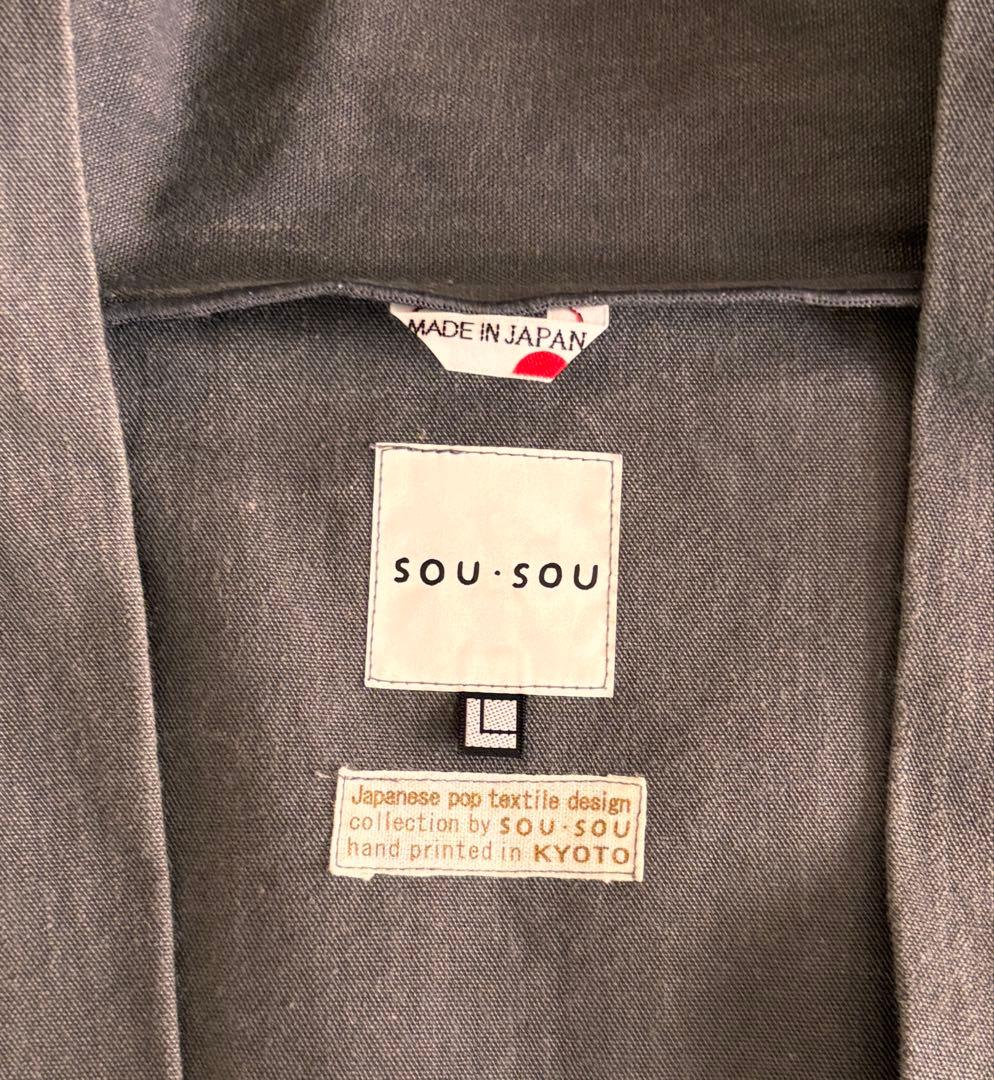 MADE IN JAPAN
SOU・SOU
L
Japanese pop textile design
collection by SOU・SOU
hand printed in KYOTO